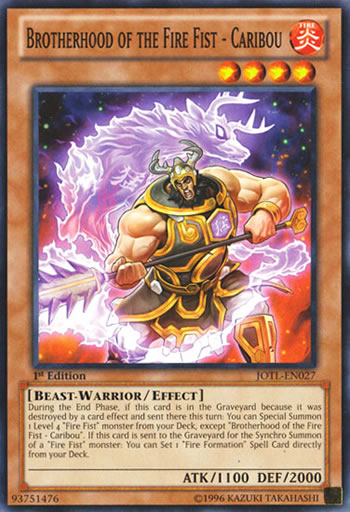 BROTHERHOOD OF THE FIRE FIST - CARIBOU
FIRE
炎
1st Edition
JOTL-EN027
[BEAST-WARRIOR/EFFECT]
During the End Phase, if this card is in the Graveyard because it was
destroyed by a card effect and sent there this turn: You can Special Summon
1 Level 4 "Fire Fist" monster from your Deck, except "Brotherhood of the Fire
Fist - Caribou". If this card is sent to the Graveyard for the Synchro Summon
of a "Fire Fist" monster: You can Set 1 "Fire Formation" Spell Card directly
from your Deck.
ATK/1100 DEF/2000
93751476
©1996 KAZUKI TAKAHASHI